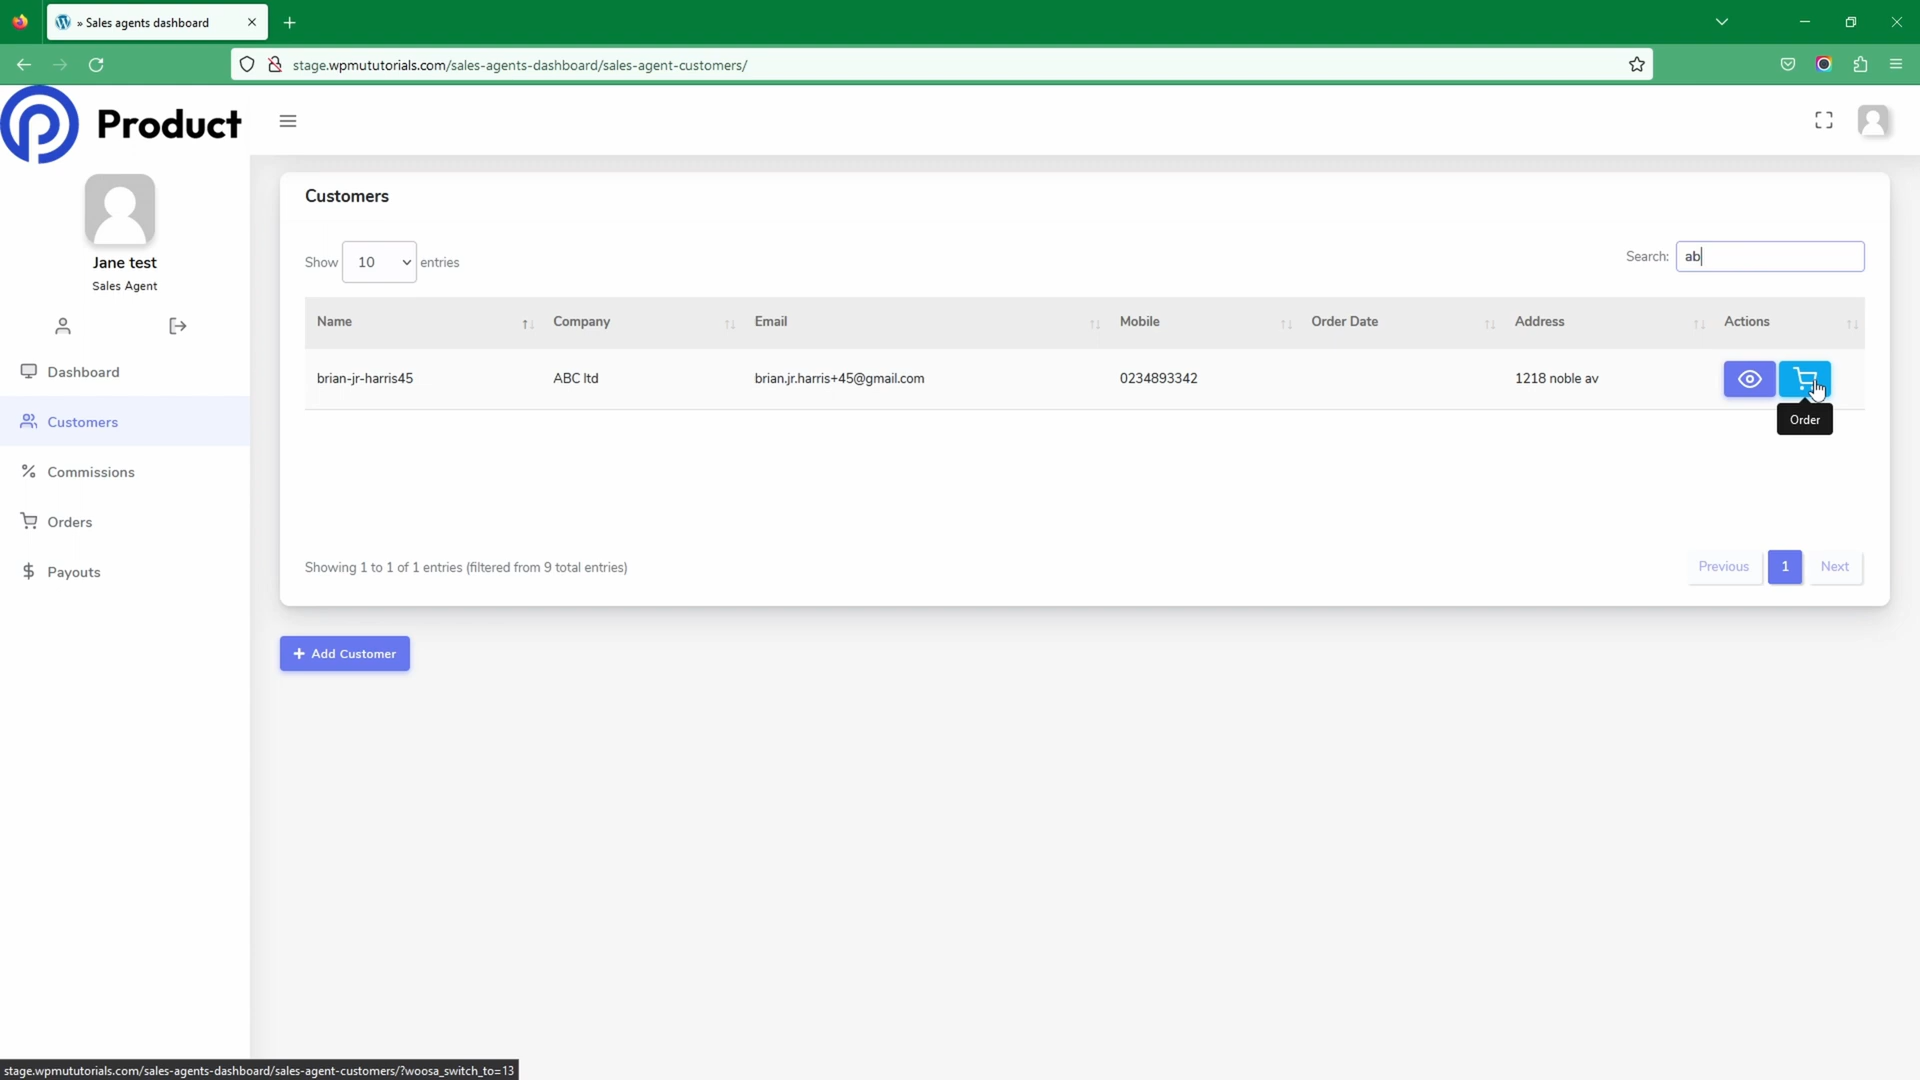 » Sales agents dashboard
stage.wpmututorials.com/sales-agents-dashboard/sales-agent-customers/
Product
Jane test
Sales Agent
Dashboard
Customers
Commissions
Orders
Payouts
Customers
Show 10 entries
Search: ab
Name Company Email Mobile Order Date Address Actions
brian-jr-harris45 ABC ltd brian.jr.harris+45@gmail.com 0234893342 1218 noble av
Order
Showing 1 to 1 of 1 entries (filtered from 9 total entries)
Previous 1 Next
+ Add Customer
stage.wpmututorials.com/sales-agents-dashboard/sales-agent-customers/?woosa_switch_to=13